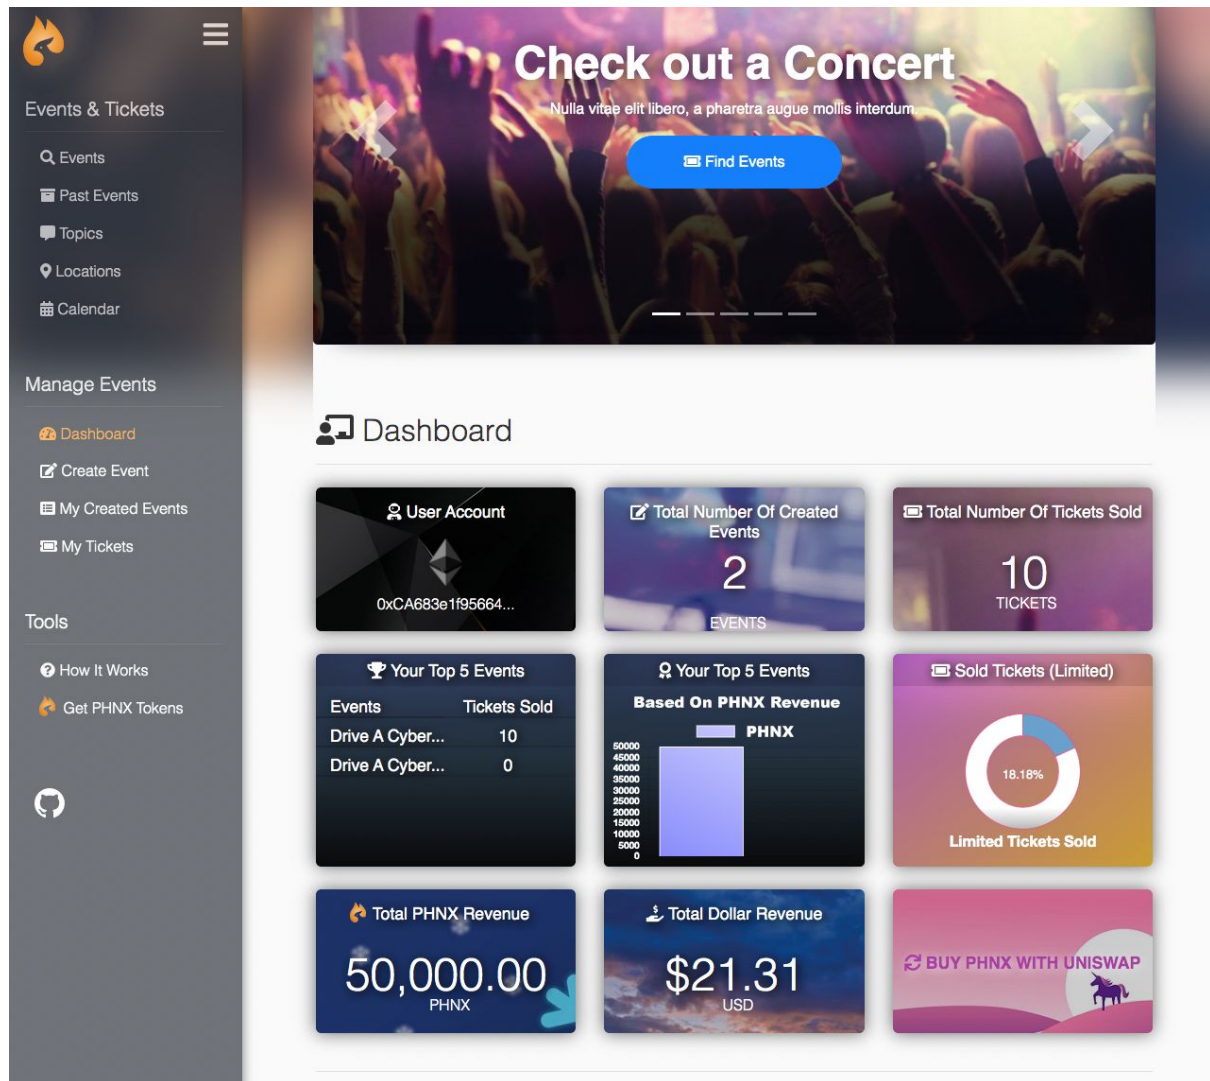 Events & Tickets
Events
Past Events
Topics
Locations
Calendar
Manage Events
Dashboard
Create Event
My Created Events
My Tickets
Tools
How It Works
Get PHNX Tokens
Check out a Concert
Nulla vitae elit libero, a pharetra augue mollis interdum.
Find Events
Dashboard
User Account
0xCA683e1f95664...
Total Number Of Created
Events
2
EVENTS
Total Number Of Tickets Sold
10
TICKETS
Your Top 5 Events
Events Tickets Sold
Drive A Cyber... 10
Drive A Cyber... 0
Your Top 5 Events
Based On PHNX Revenue
PHNX
50000
45000
40000
35000
30000
25000
20000
15000
10000
5000
0
Sold Tickets (Limited)
18.18%
Limited Tickets Sold
Total PHNX Revenue
50,000.00
PHNX
Total Dollar Revenue
$21.31
USD
BUY PHNX WITH UNISWAP